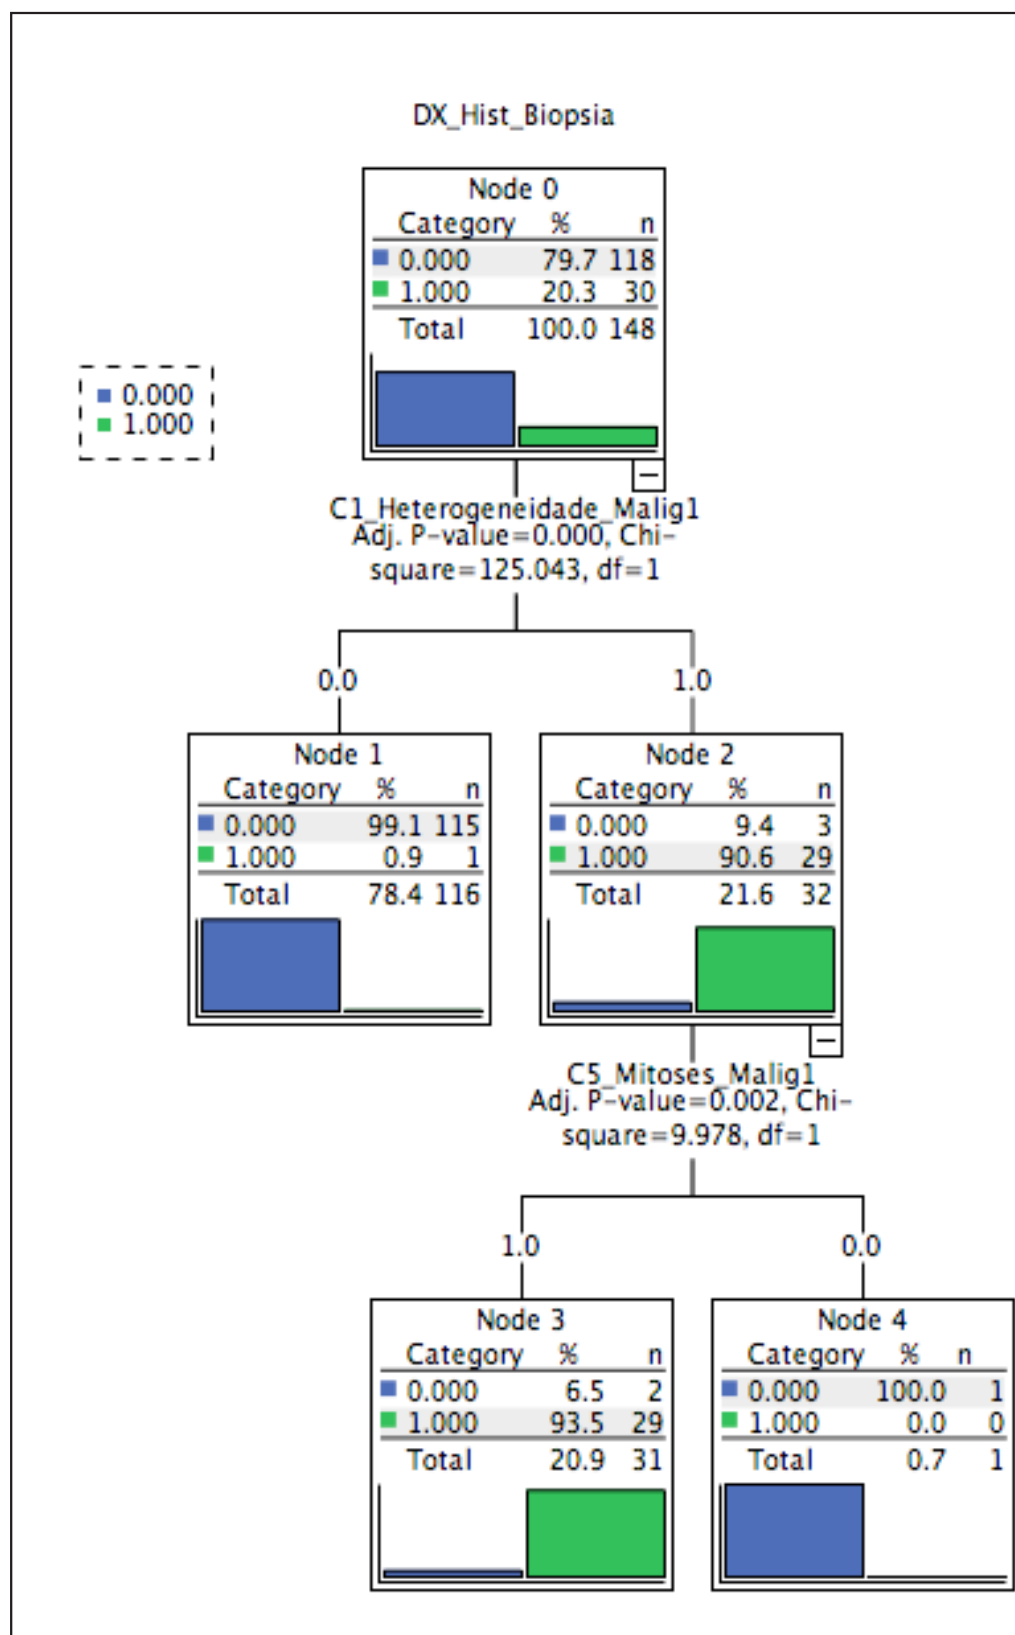 DX_Hist_Biopsia
Node 0
Category % n
0.000 79.7 118
1.000 20.3 30
Total 100.0 148
0.000
1.000
C1_Heterogeneidade_Malig1
Adj. P-value=0.000, Chi-
square=125.043, df=1
0.0
1.0
Node 1
Category % n
0.000 99.1 115
1.000 0.9 1
Total 78.4 116
Node 2
Category % n
0.000 9.4 3
1.000 90.6 29
Total 21.6 32
C5_Mitoses_Malig1
Adj. P-value=0.002, Chi-
square=9.978, df=1
1.0
0.0
Node 3
Category % n
0.000 6.5 2
1.000 93.5 29
Total 20.9 31
Node 4
Category % n
0.000 100.0 1
1.000 0.0 0
Total 0.7 1